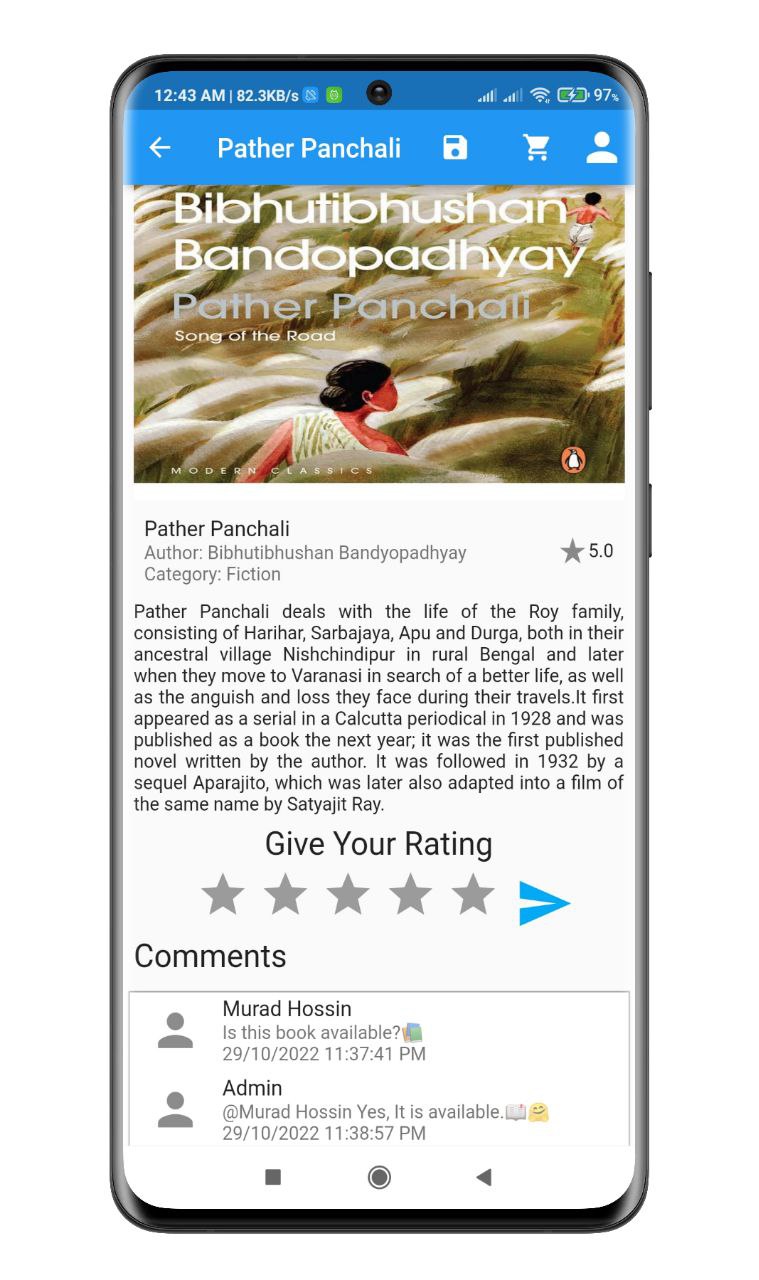 12:43 AM | 82.3KB/s 97%
Pather Panchali
Bibhutibhushan
Bandopadhyay
Pather Panchali
Song of the Road
MODERN CLASSICS
Pather Panchali
Author: Bibhutibhushan Bandyopadhyay
5.0
Category: Fiction
Pather Panchali deals with the life of the Roy family,
consisting of Harihar, Sarbajaya, Apu and Durga, both in their
ancestral village Nishchindipur in rural Bengal and later
when they move to Varanasi in search of a better life, as well
as the anguish and loss they face during their travels.It first
appeared as a serial in a Calcutta periodical in 1928 and was
published as a book the next year; it was the first published
novel written by the author. It was followed in 1932 by a
sequel Aparajito, which was later also adapted into a film of
the same name by Satyajit Ray.
Give Your Rating
Comments
Murad Hossin
Is this book available?📚
29/10/2022 11:37:41 PM
Admin
@Murad Hossin Yes, It is available.📖🤗
29/10/2022 11:38:57 PM